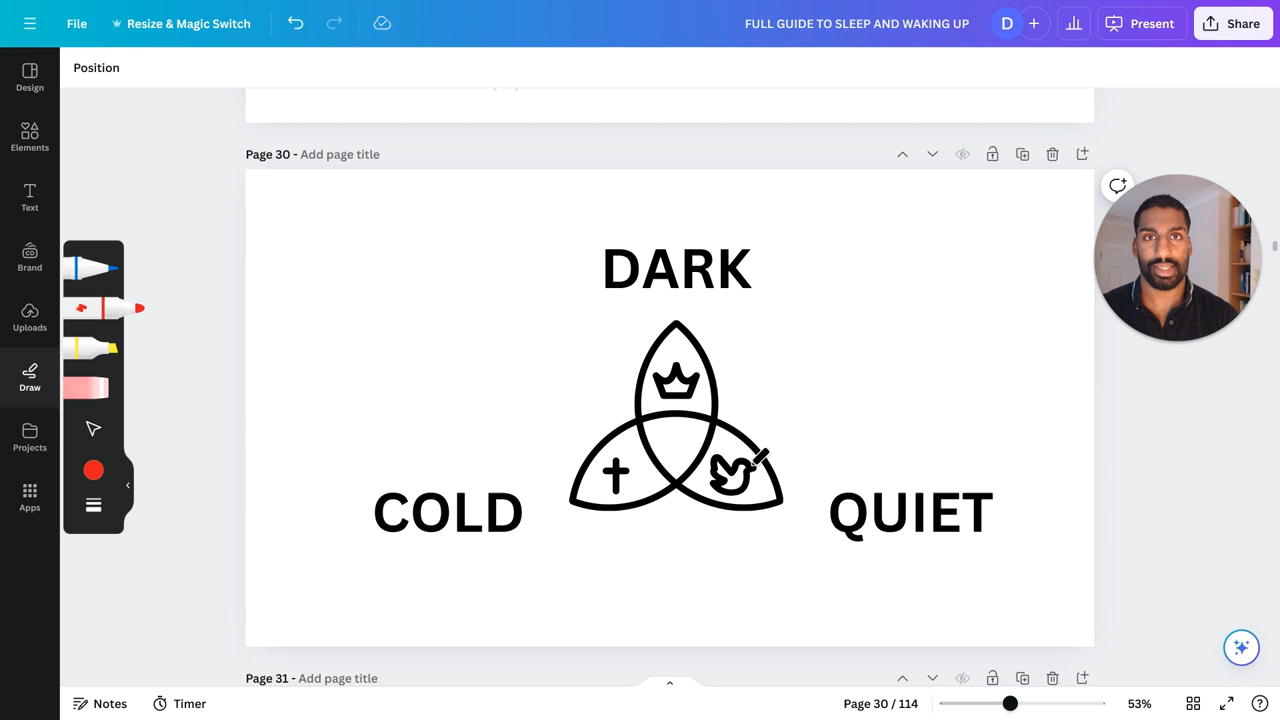 File
Resize & Magic Switch
FULL GUIDE TO SLEEP AND WAKING UP
D
Present
Share
Position
Design
Elements
Text
Brand
Uploads
Draw
Projects
Apps
Page 30 - Add page title
DARK
COLD
QUIET
Page 31 - Add page title
Notes
Timer
Page 30 / 114
53%